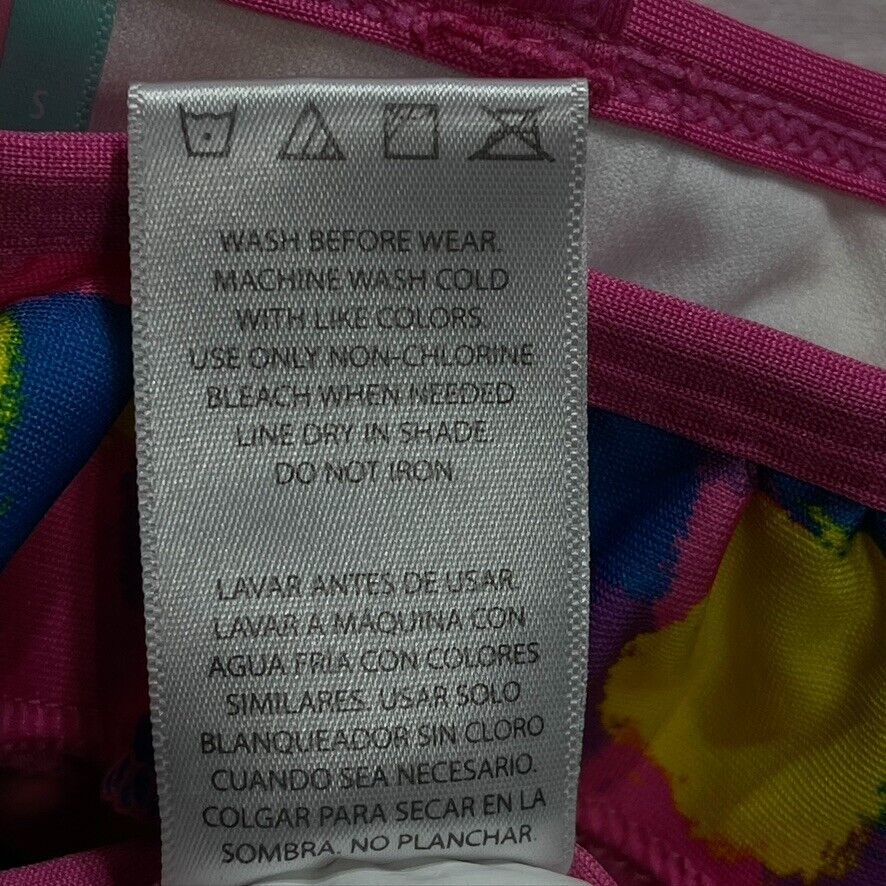 S
WASH BEFORE WEAR.
MACHINE WASH COLD
WITH LIKE COLORS.
USE ONLY NON-CHLORINE
BLEACH WHEN NEEDED.
LINE DRY IN SHADE.
DO NOT IRON.
LAVAR ANTES DE USAR.
LAVAR A MÁQUINA CON
AGUA FRIA CON COLORES
SIMILARES. USAR SOLO
BLANQUEADOR SIN CLORO
CUANDO SEA NECESARIO.
COLGAR PARA SECAR EN LA
SOMBRA. NO PLANCHAR.